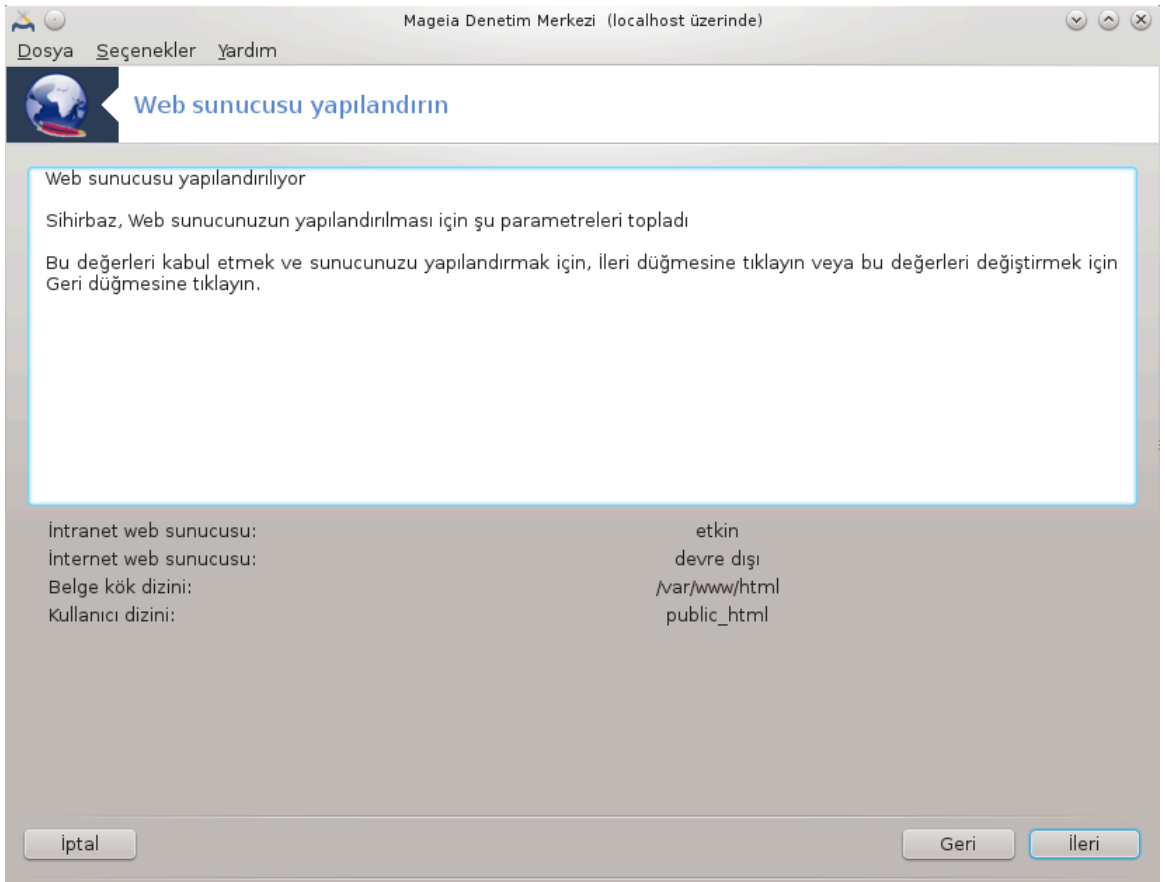 Mageia Denetim Merkezi (localhost üzerinde)
Dosya Seçenekler Yardım
Web sunucusu yapılandırın
Web sunucusu yapılandırılıyor
Sihirbaz, Web sunucunuzun yapılandırılması için şu parametreleri topladı
Bu değerleri kabul etmek ve sunucunuzu yapılandırmak için, İleri düğmesine tıklayın veya bu değerleri değiştirmek için
Geri düğmesine tıklayın.
İntranet web sunucusu: etkin
İnternet web sunucusu: devre dışı
Belge kök dizini: /var/www/html
Kullanıcı dizini: public_html
İptal Geri İleri